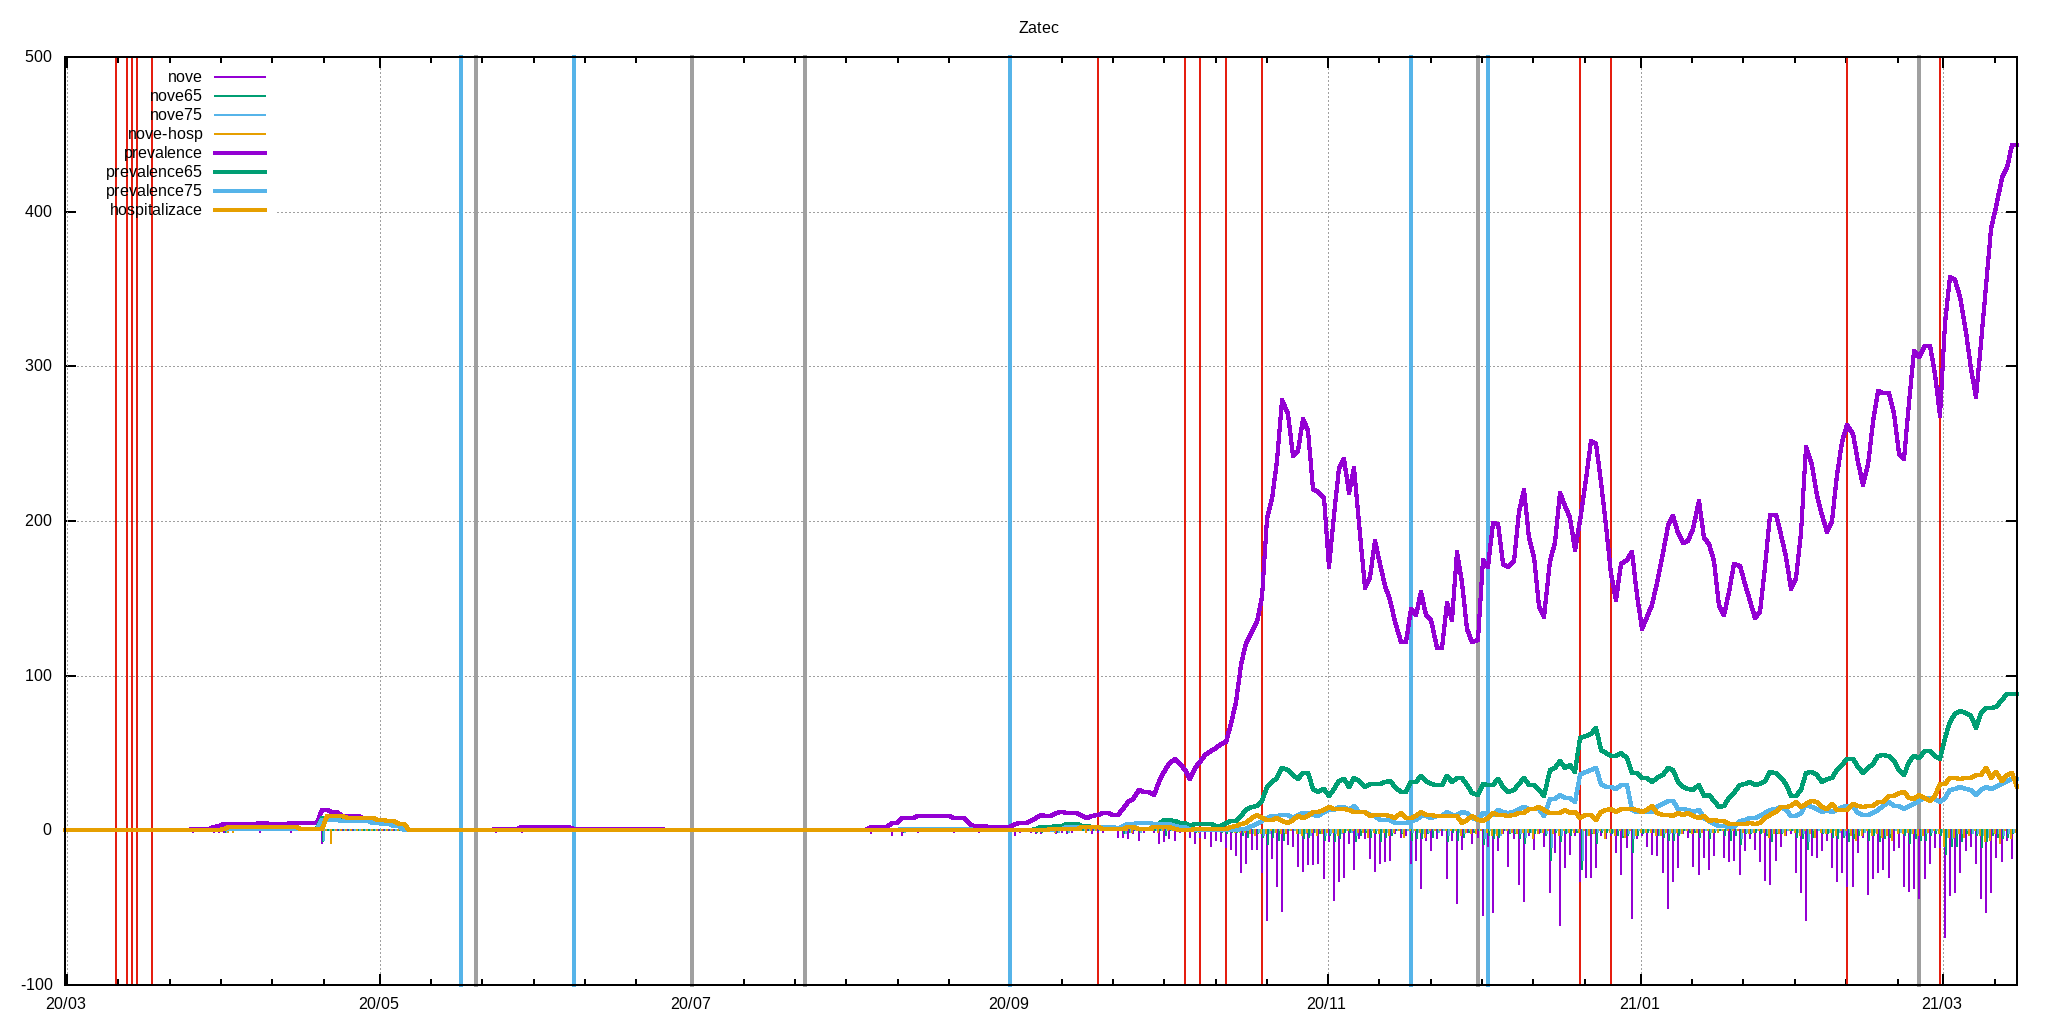 Zatec
500
nove
nove65
nove75
nove-hosp
prevalence
prevalence65
prevalence75
hospitalizace
400
300
200
100
0
-100
20/03 20/05 20/07 20/09 20/11 21/01 21/03